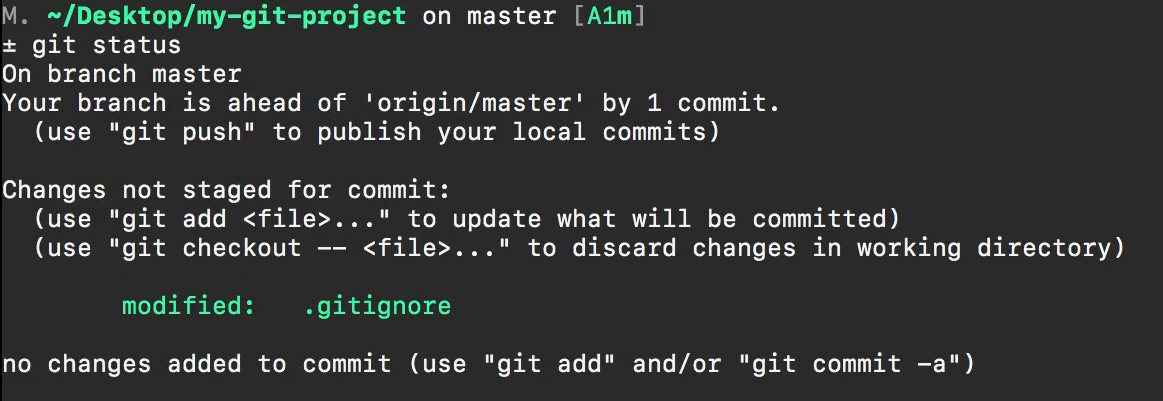 M. ~/Desktop/my-git-project on master [A1m]
± git status
On branch master
Your branch is ahead of 'origin/master' by 1 commit.
  (use "git push" to publish your local commits)

Changes not staged for commit:
  (use "git add <file>..." to update what will be committed)
  (use "git checkout -- <file>..." to discard changes in working directory)

        modified:   .gitignore

no changes added to commit (use "git add" and/or "git commit -a")